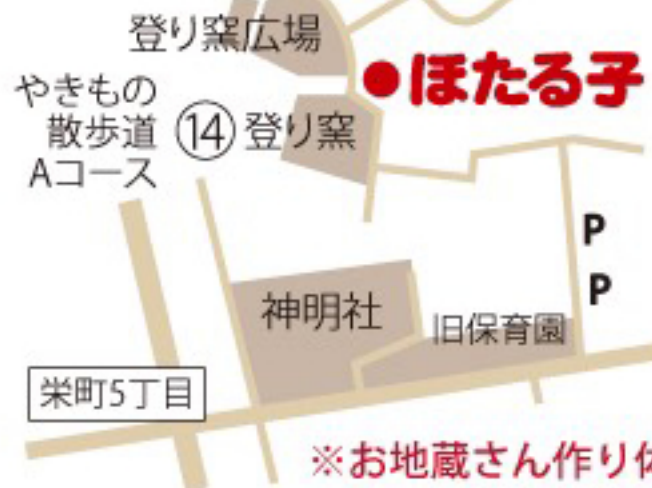 登り窯広場
●ほたる子
やきもの
散歩道
Aコース
⑭登り窯
P
P
神明社
旧保育園
栄町5丁目
※お地蔵さん作り体